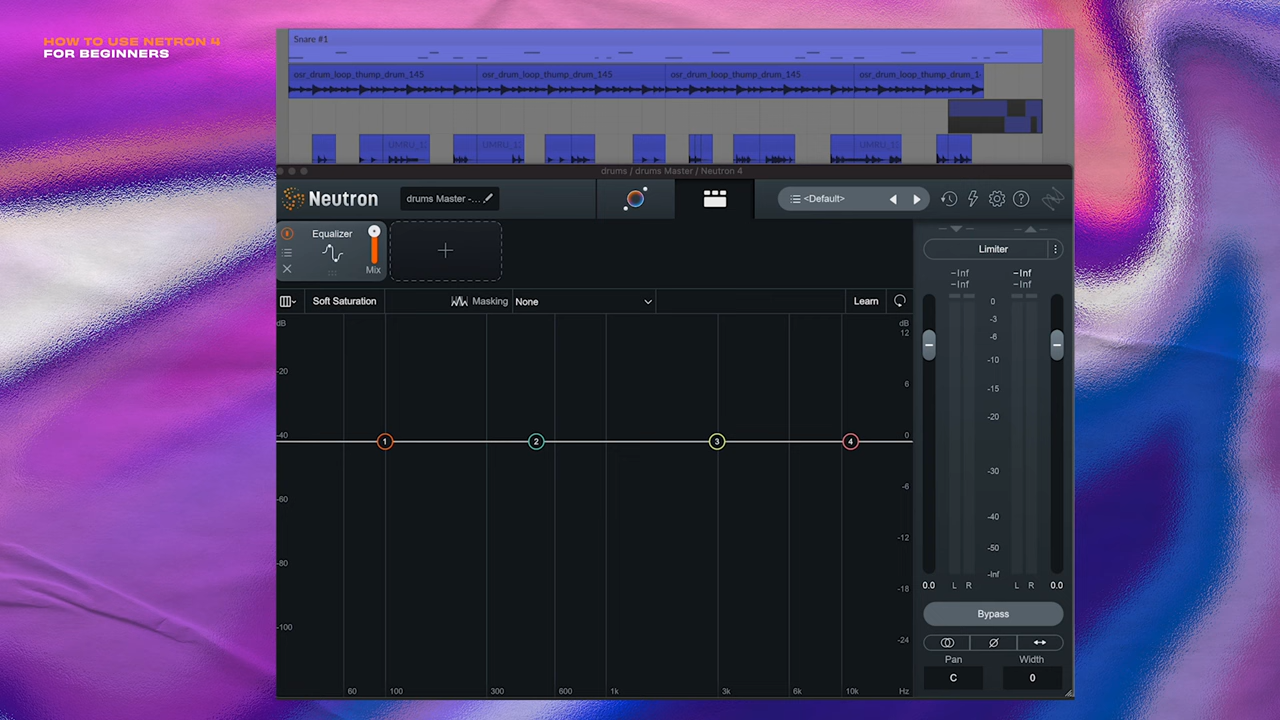 HOW TO USE NETRON 4
FOR BEGINNERS
Snare #1
osr_drum_loop_thump_drum_145 osr_drum_loop_thump_drum_145 osr_drum_loop_thump_drum_145 osr_drum_loop_thump_drum_1
drums / drums Master / Neutron 4
Neutron drums Master -... <Default>
Equalizer
Mix
Limiter
-Inf -Inf
-Inf -Inf
Soft Saturation Masking None Learn
dB dB
12
-20
6
-40 0
-60 -6
-12
-80
-18
-100
-24
1 2 3 4
60 100 300 600 1k 3k 6k 10k Hz
0
-3
-6
-10
-15
-20
-30
-40
-50
-Inf
0.0 L R L R 0.0
Bypass
Pan Width
C 0